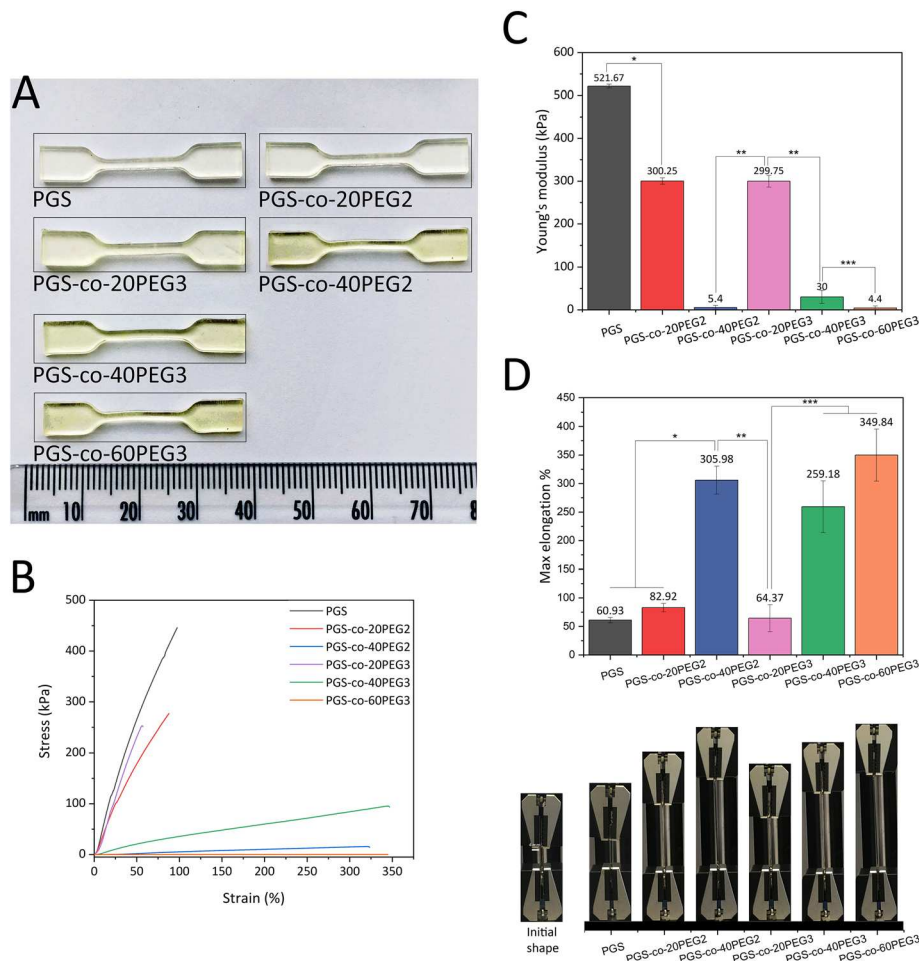 A
PGS
PGS-co-20PEG2
PGS-co-20PEG3
PGS-co-40PEG2
PGS-co-40PEG3
PGS-co-60PEG3
mm 10 20 30 40 50 60 70 8
B
500
400
300
200
100
0
Stress (kPa)
PGS
PGS-co-20PEG2
PGS-co-40PEG2
PGS-co-20PEG3
PGS-co-40PEG3
PGS-co-60PEG3
0 50 100 150 200 250 300 350
Strain (%)
C
600
500
400
300
200
100
0
Young's modulus (kPa)
521.67
*
300.25
5.4
**
299.75
**
30
***
4.4
PGS PGS-co-20PEG2 PGS-co-40PEG2 PGS-co-20PEG3 PGS-co-40PEG3 PGS-co-60PEG3
D
450
400
350
300
250
200
150
100
50
0
Max elongation %
60.93
82.92
*
305.98
**
64.37
***
259.18
349.84
PGS PGS-co-20PEG2 PGS-co-40PEG2 PGS-co-20PEG3 PGS-co-40PEG3 PGS-co-60PEG3
Initial
shape
PGS PGS-co-20PEG2 PGS-co-40PEG2 PGS-co-20PEG3 PGS-co-40PEG3 PGS-co-60PEG3